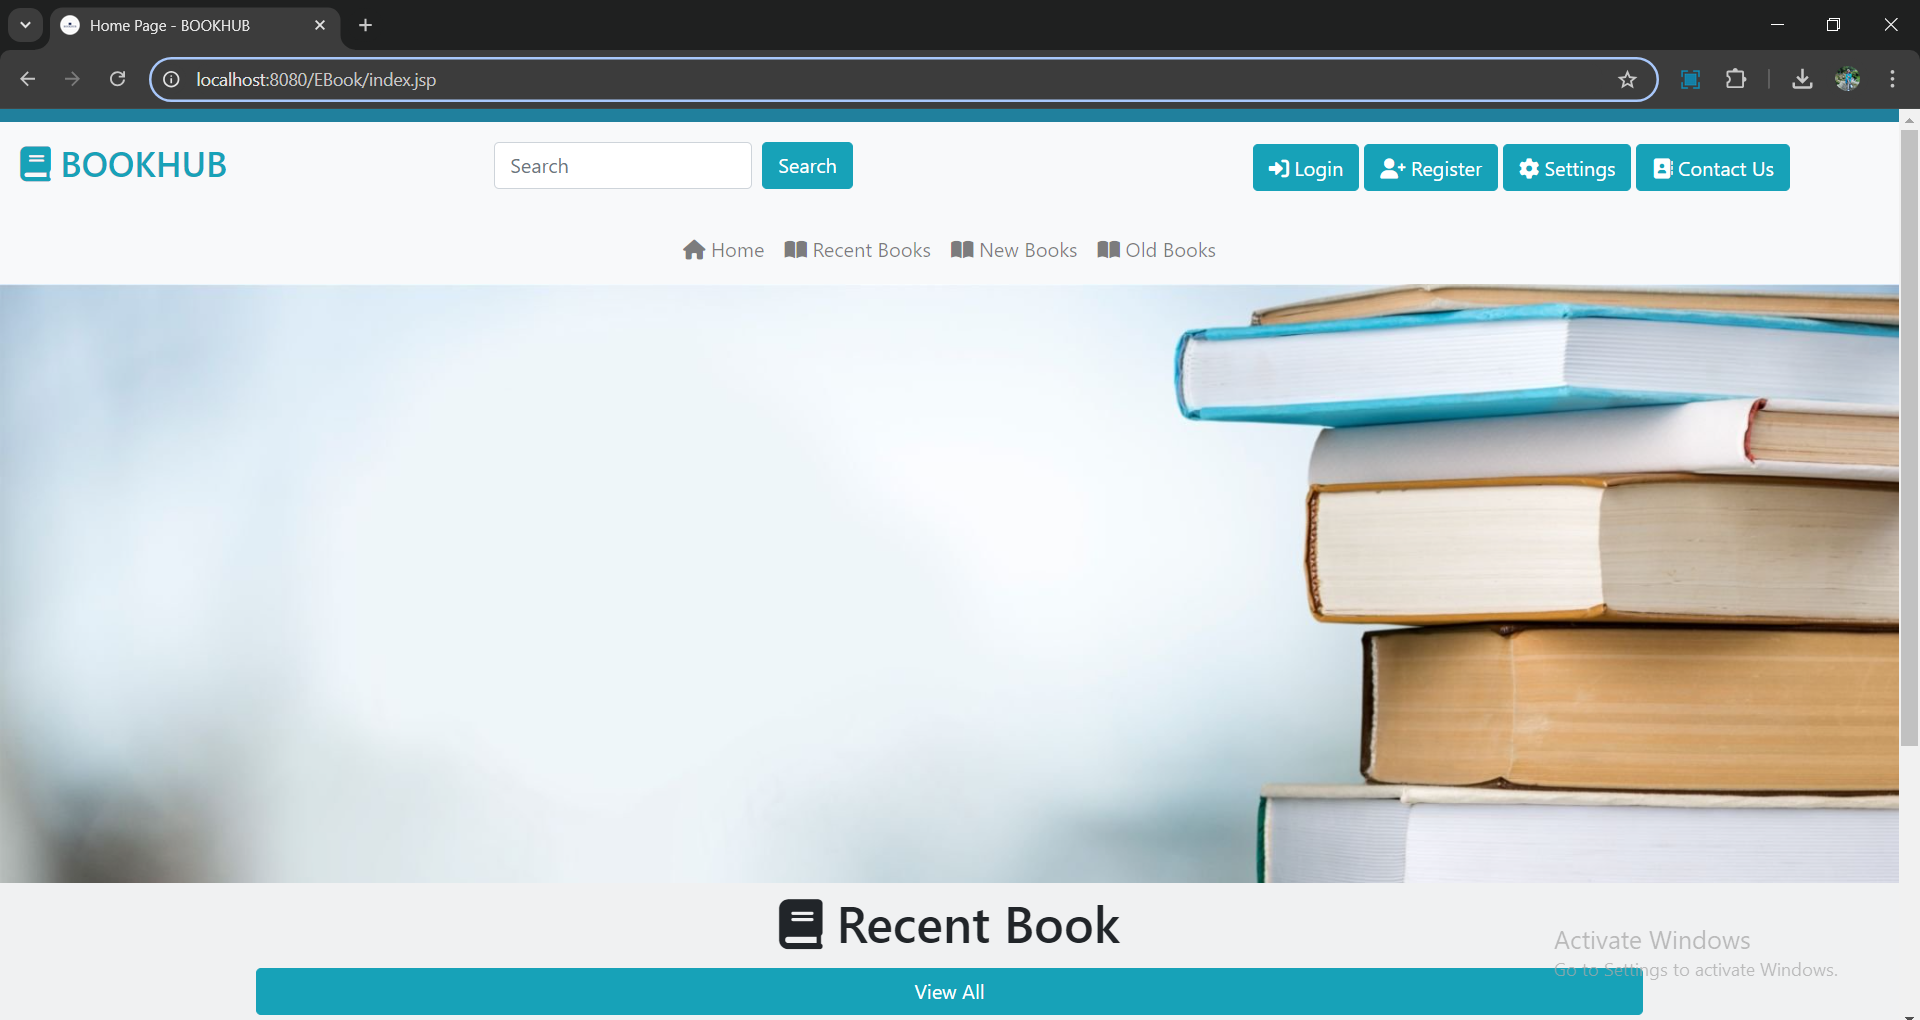 Home Page - BOOKHUB
localhost:8080/EBook/index.jsp
BOOKHUB
Search
Search
Login
Register
Settings
Contact Us
Home
Recent Books
New Books
Old Books
Recent Book
Activate Windows
Go to Settings to activate Windows.
View All